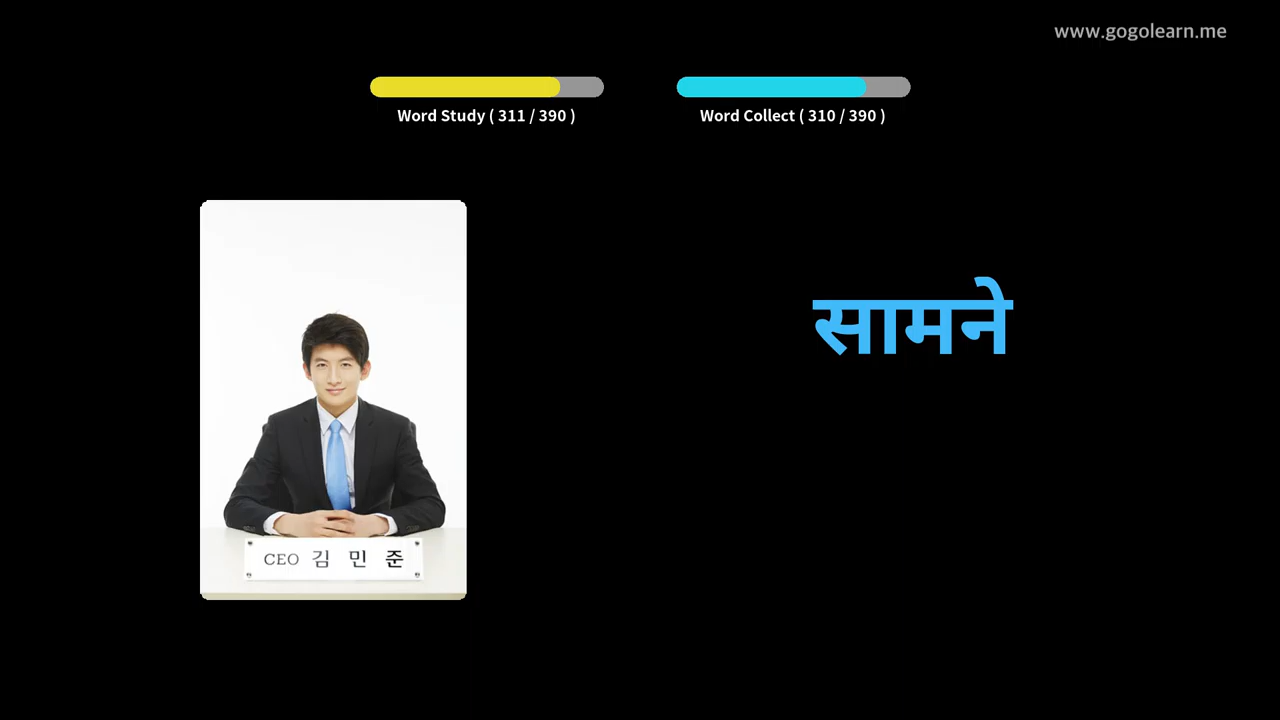 www.gogolearn.me
Word Study ( 311 / 390 )
Word Collect ( 310 / 390 )
सामने
CEO 김 민 준